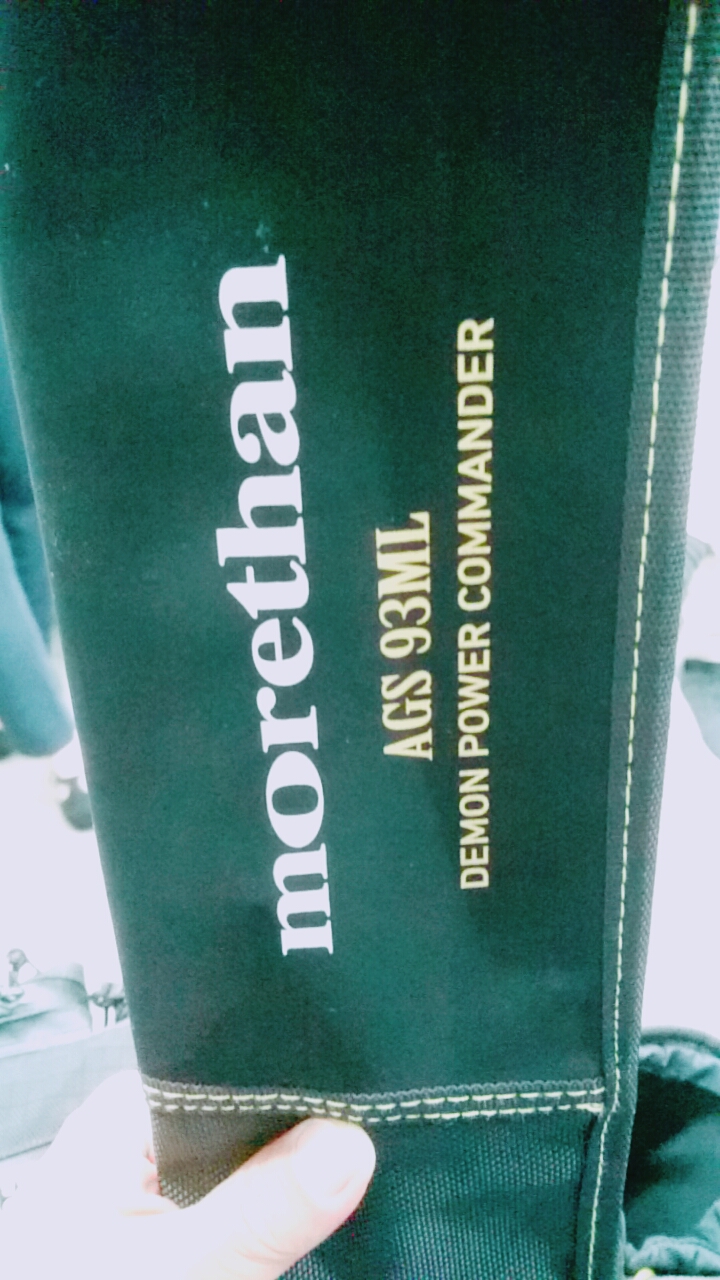 morethan
AGS 93ML
DEMON POWER COMMANDER